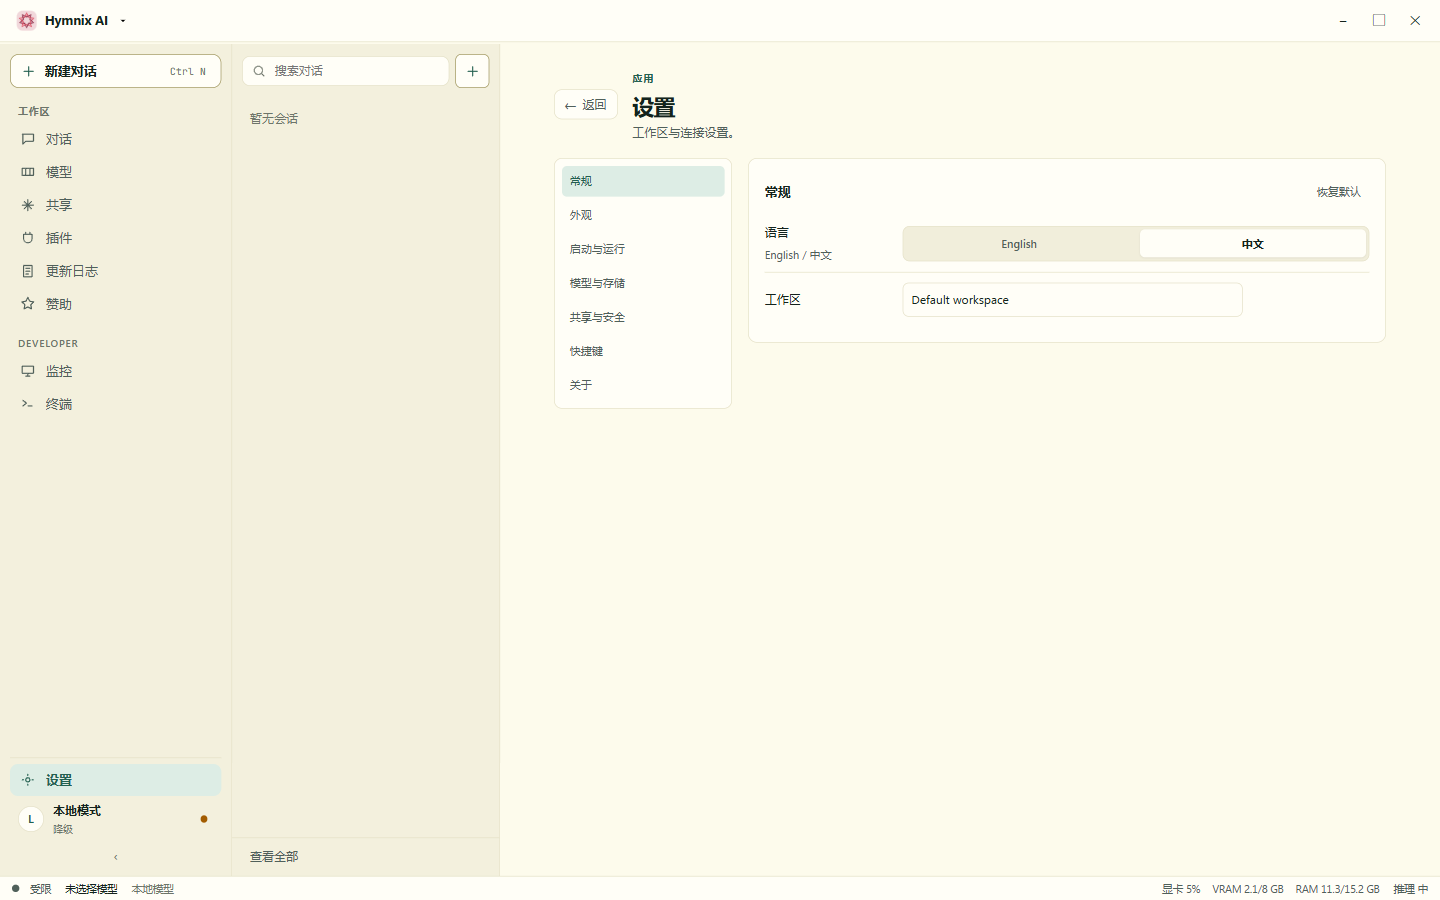 Hymnix AI
新建对话 Ctrl N
工作区
对话
模型
共享
插件
更新日志
赞助
DEVELOPER
监控
终端
设置
L
本地模式
降级
搜索对话
暂无会话
查看全部
← 返回
应用
设置
工作区与连接设置。
常规
外观
启动与运行
模型与存储
共享与安全
快捷键
关于
常规 恢复默认
语言
English / 中文
English 中文
工作区 Default workspace
受限 未选择模型 本地模型 显卡 5% VRAM 2.1/8 GB RAM 11.3/15.2 GB 推理 中